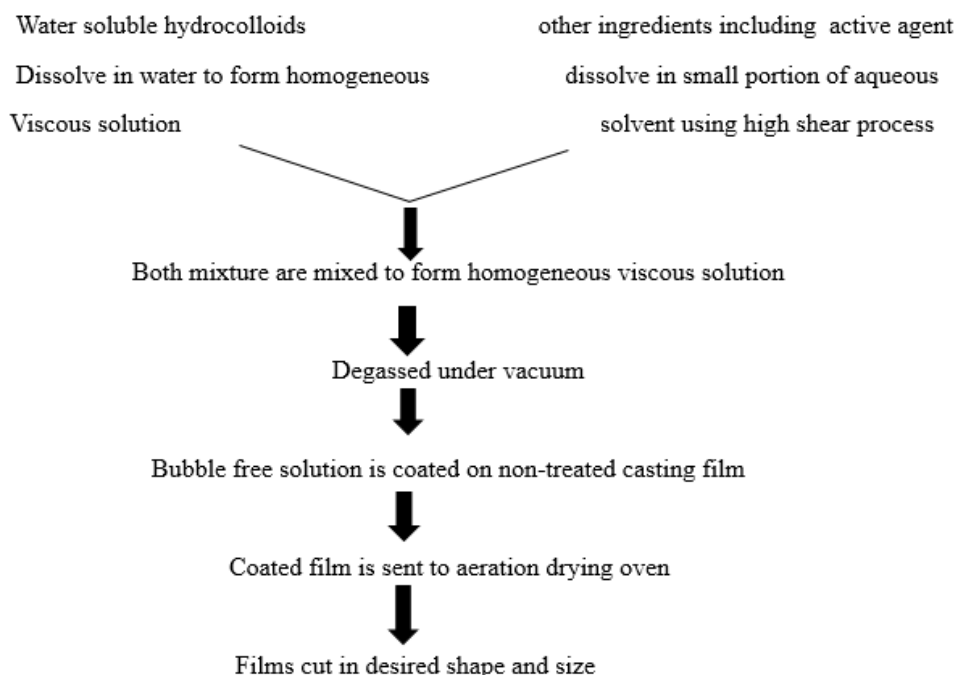 Water soluble hydrocolloids
Dissolve in water to form homogeneous
Viscous solution
other ingredients including active agent
dissolve in small portion of aqueous
solvent using high shear process
Both mixture are mixed to form homogeneous viscous solution
Degassed under vacuum
Bubble free solution is coated on non-treated casting film
Coated film is sent to aeration drying oven
Films cut in desired shape and size